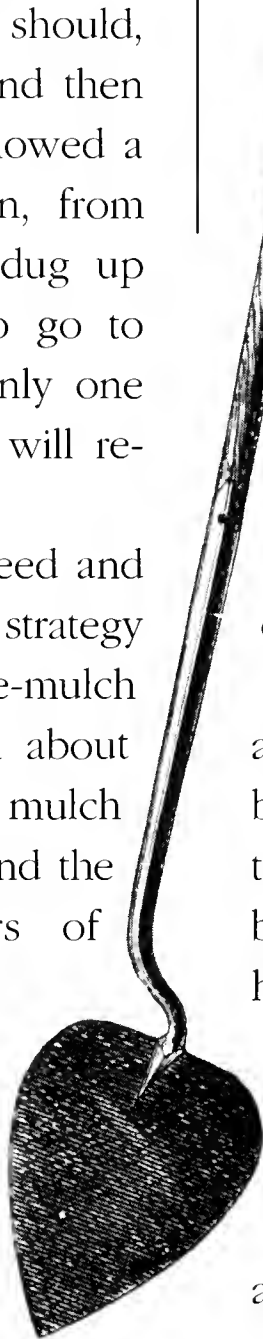 should,
nd then
owed a
n, from
dug up
o go to
nly one
will re-
eed and
strategy
e-mulch
about
mulch
nd the
rs of
a
b
t
b
h
a